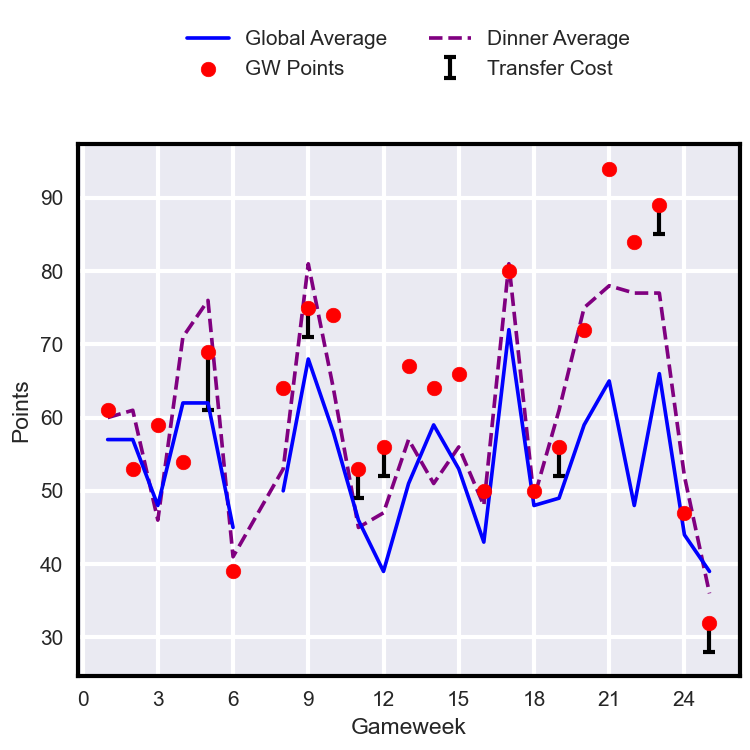 Global Average
Dinner Average
GW Points
Transfer Cost
90
80
70
60
50
40
30
Points
0 3 6 9 12 15 18 21 24
Gameweek